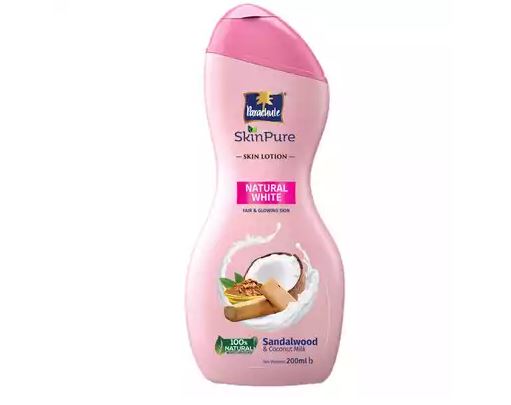 Parachute
SkinPure
SKIN LOTION
NATURAL
WHITE
FAIR & GLOWING SKIN
100%
NATURAL
Sandalwood
& Coconut Milk
200ml